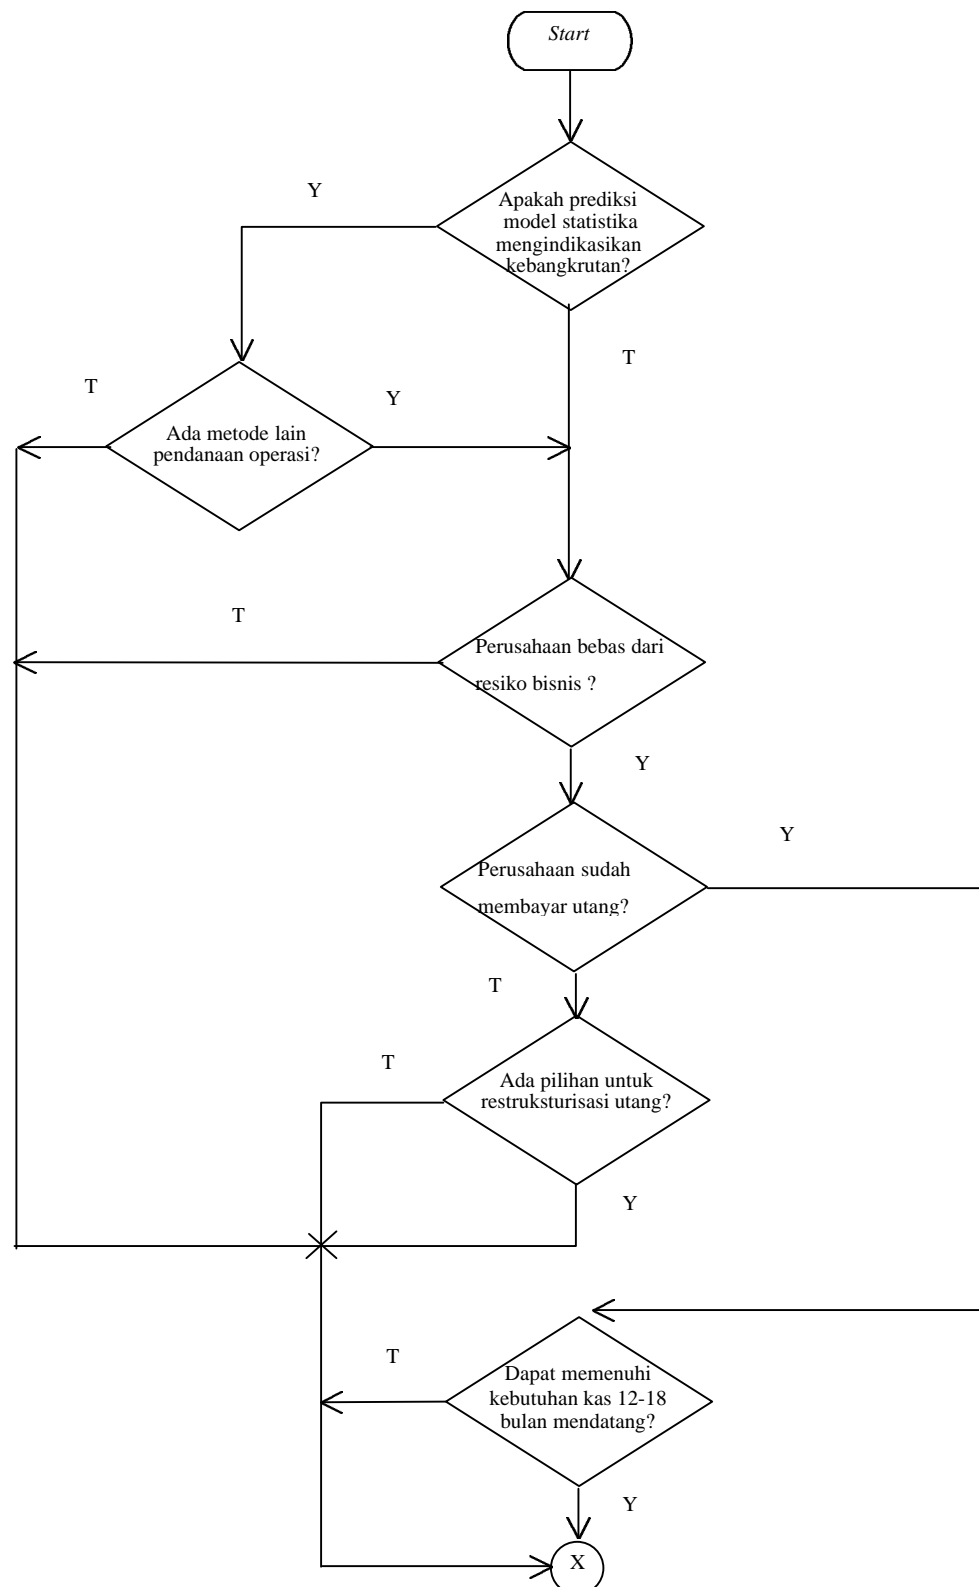 Start
Y
Apakah prediksi
model statistika
mengindikasikan
kebangkrutan?
T
T
Y
Ada metode lain
pendanaan operasi?
T
Perusahaan bebas dari
resiko bisnis ?
Y
Y
Perusahaan sudah
membayar utang?
T
T
Ada pilihan untuk
restruksturisasi utang?
Y
T
Dapat memenuhi
kebutuhan kas 12-18
bulan mendatang?
Y
X